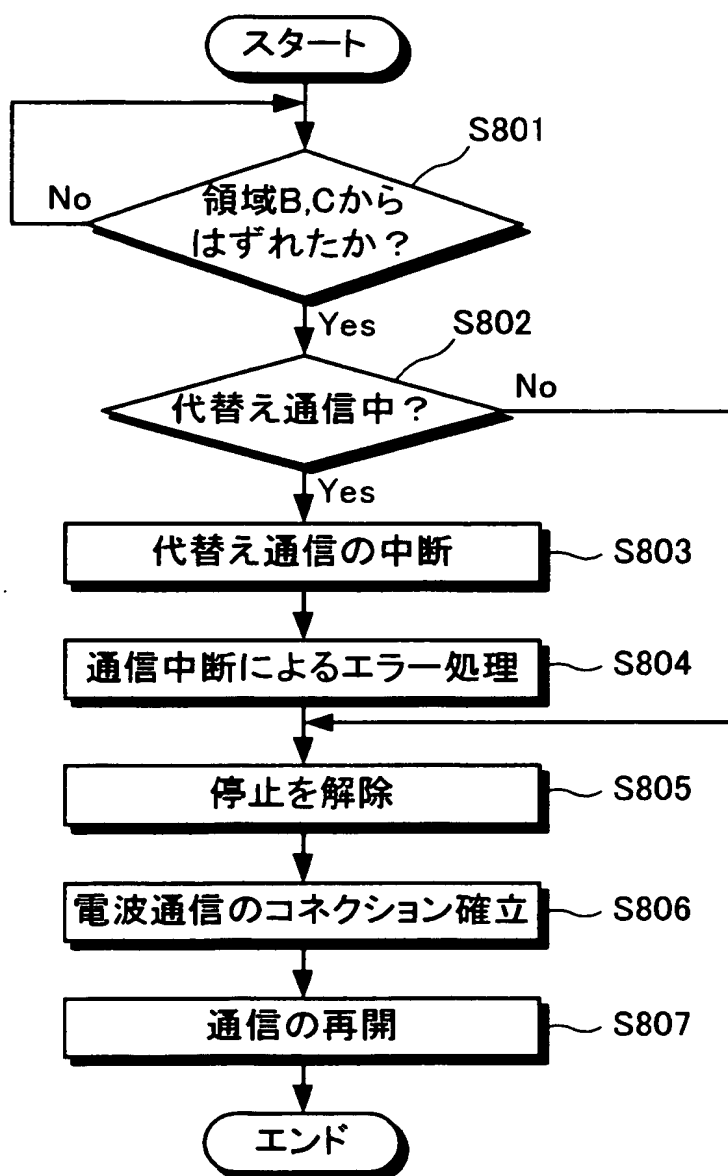 スタート
S801
No
領域B,Cから
はずれたか？
Yes
S802
No
代替え通信中？
Yes
代替え通信の中断
S803
通信中断によるエラー処理
S804
停止を解除
S805
電波通信のコネクション確立
S806
通信の再開
S807
エンド